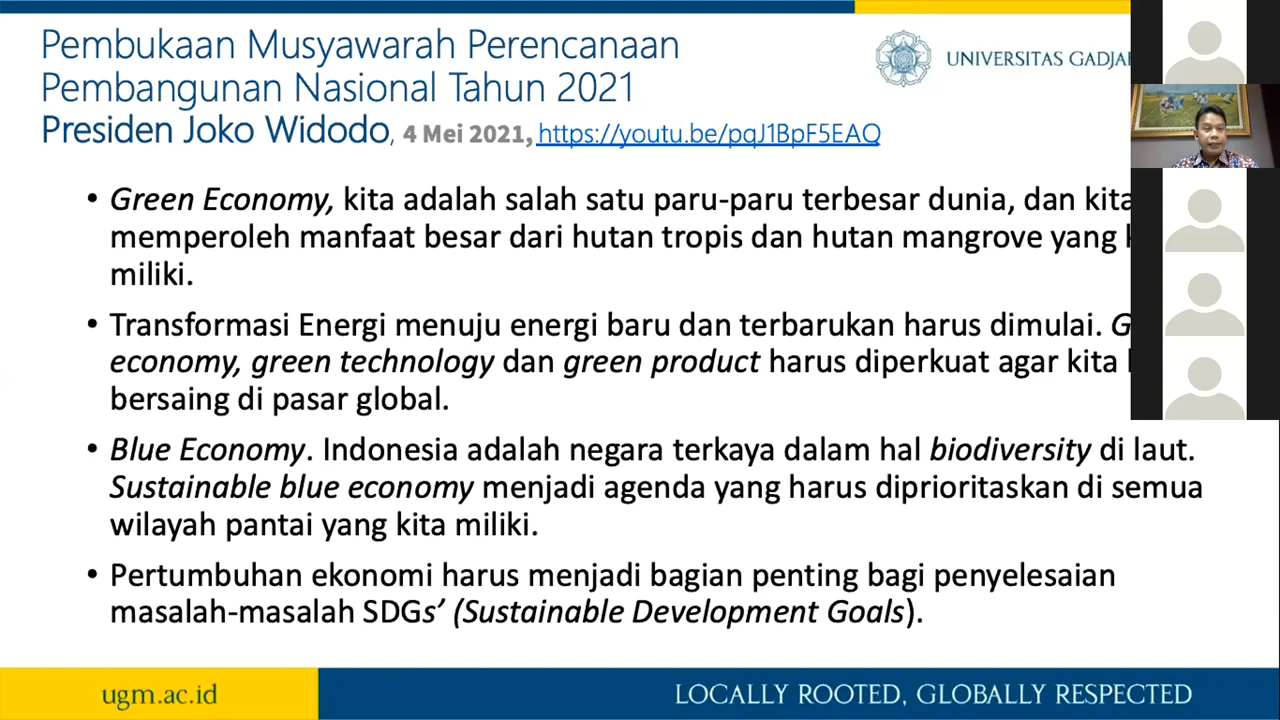 Pembukaan Musyawarah Perencanaan
Pembangunan Nasional Tahun 2021
Presiden Joko Widodo, 4 Mei 2021, https://youtu.be/pqJ1BpF5EAQ
UNIVERSITAS GADJAH
• Green Economy, kita adalah salah satu paru-paru terbesar dunia, dan kita
memperoleh manfaat besar dari hutan tropis dan hutan mangrove yang
miliki.
• Transformasi Energi menuju energi baru dan terbarukan harus dimulai.
economy, green technology dan green product harus diperkuat agar kita
bersaing di pasar global.
• Blue Economy. Indonesia adalah negara terkaya dalam hal biodiversity di laut.
Sustainable blue economy menjadi agenda yang harus diprioritaskan di semua
wilayah pantai yang kita miliki.
• Pertumbuhan ekonomi harus menjadi bagian penting bagi penyelesaian
masalah-masalah SDGs’ (Sustainable Development Goals).
ugm.ac.id
LOCALLY ROOTED, GLOBALLY RESPECTED